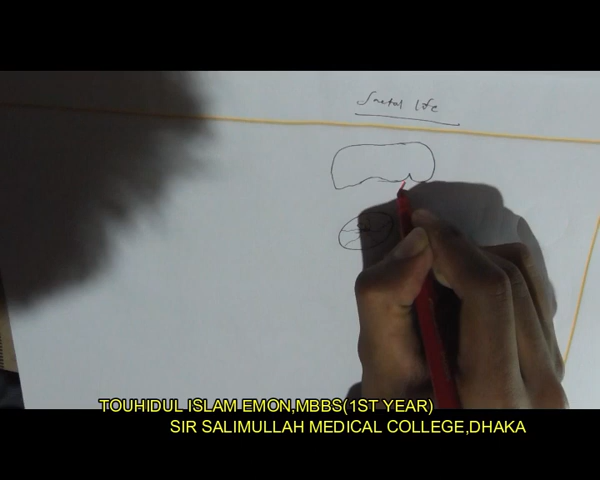 Foetal life
TOUHIDUL ISLAM EMON,MBBS(1ST YEAR)
SIR SALIMULLAH MEDICAL COLLEGE,DHAKA